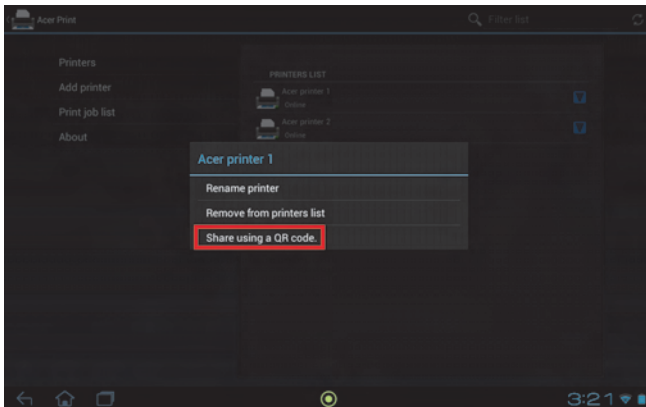 Acer Print
Filter list
Printers
Add printer
Print job list
About
PRINTERS LIST
Acer printer 1
Online
Acer printer 2
Online
Acer printer 1
Rename printer
Remove from printers list
Share using a QR code.
3:21